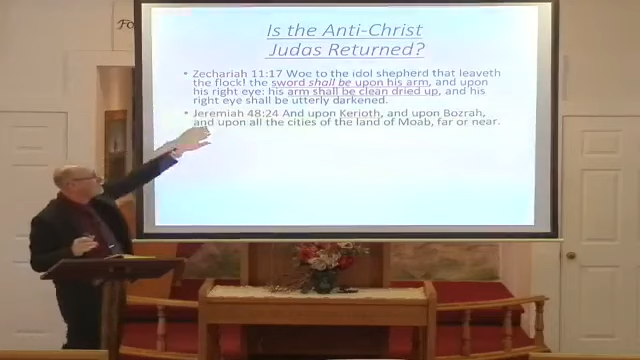 Fo
Is the Anti-Christ
Judas Returned?
• Zechariah 11:17 Woe to the idol shepherd that leaveth
the flock! the sword shall be upon his arm, and upon
his right eye: his arm shall be clean dried up, and his
right eye shall be utterly darkened.
• Jeremiah 48:24 And upon Kerioth, and upon Bozrah,
and upon all the cities of the land of Moab, far or near.